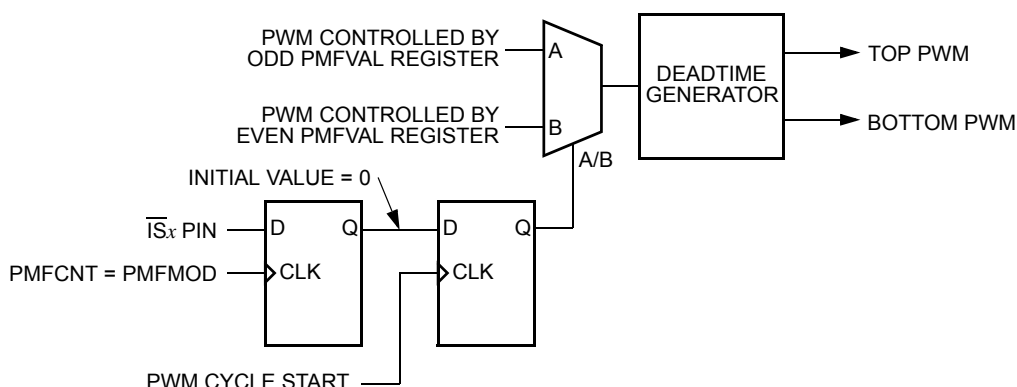 PWM CONTROLLED BY
ODD PMFVAL REGISTER
A
DEADTIME
GENERATOR
TOP PWM
PWM CONTROLLED BY
EVEN PMFVAL REGISTER
B
BOTTOM PWM
A/B
INITIAL VALUE = 0
ISx PIN
D
Q
D
Q
PMFCNT = PMFMOD
CLK
CLK
PWM CYCLE START